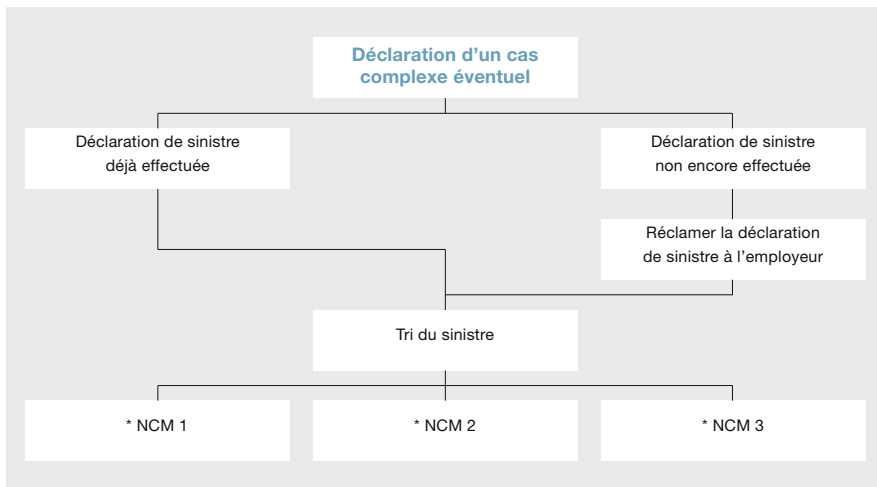 Déclaration d’un cas
complexe éventuel
Déclaration de sinistre
déjà effectuée
Déclaration de sinistre
non encore effectuée
Réclamer la déclaration
de sinistre à l’employeur
Tri du sinistre
* NCM 1
* NCM 2
* NCM 3